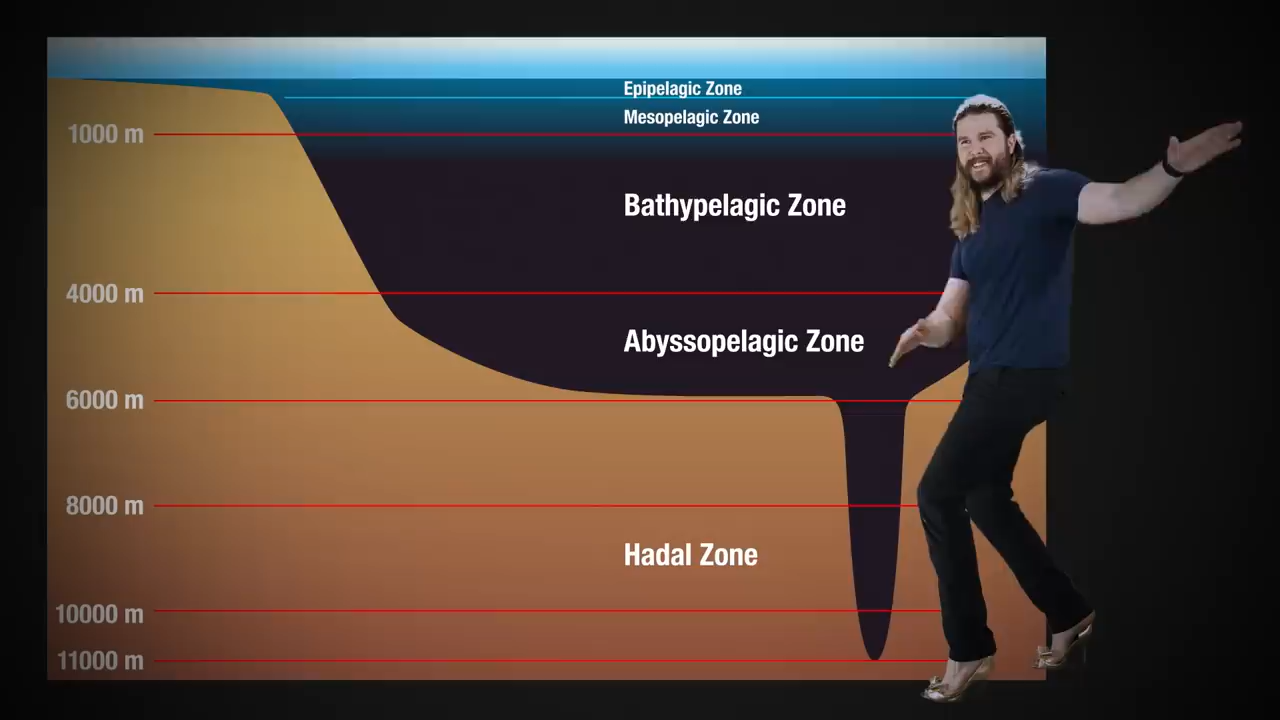 Epipelagic Zone
Mesopelagic Zone
1000 m
Bathypelagic Zone
4000 m
Abyssopelagic Zone
6000 m
8000 m
Hadal Zone
10000 m
11000 m